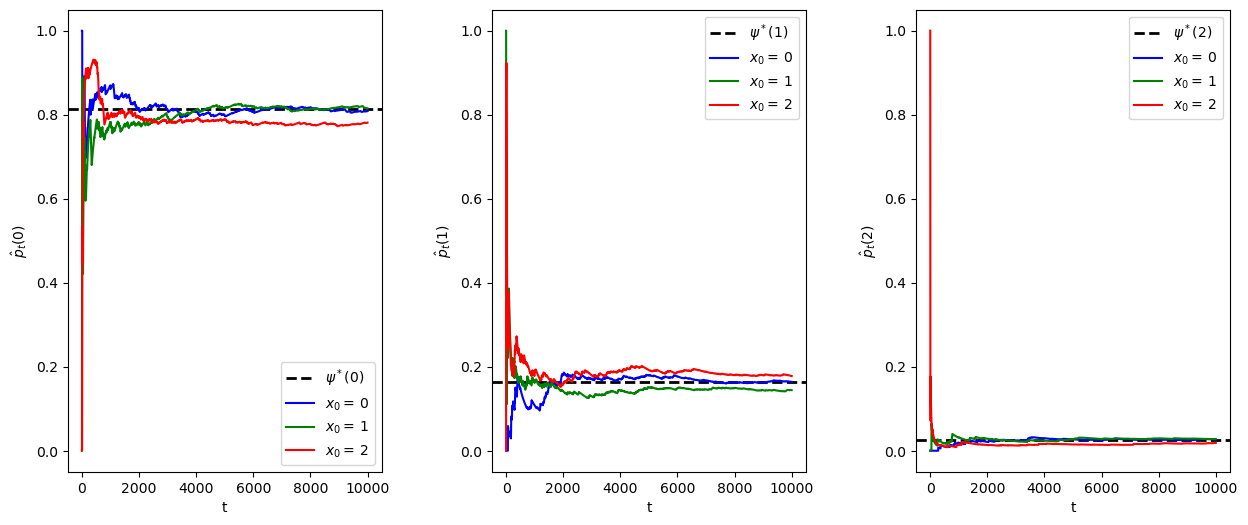 1.0
0.8
0.6
0.4
0.2
0.0
p̂ₜ(0)
ψ*(0)
x₀ = 0
x₀ = 1
x₀ = 2
0 2000 4000 6000 8000 10000
t
1.0
0.8
0.6
0.4
0.2
0.0
p̂ₜ(1)
ψ*(1)
x₀ = 0
x₀ = 1
x₀ = 2
0 2000 4000 6000 8000 10000
t
1.0
0.8
0.6
0.4
0.2
0.0
p̂ₜ(2)
ψ*(2)
x₀ = 0
x₀ = 1
x₀ = 2
0 2000 4000 6000 8000 10000
t